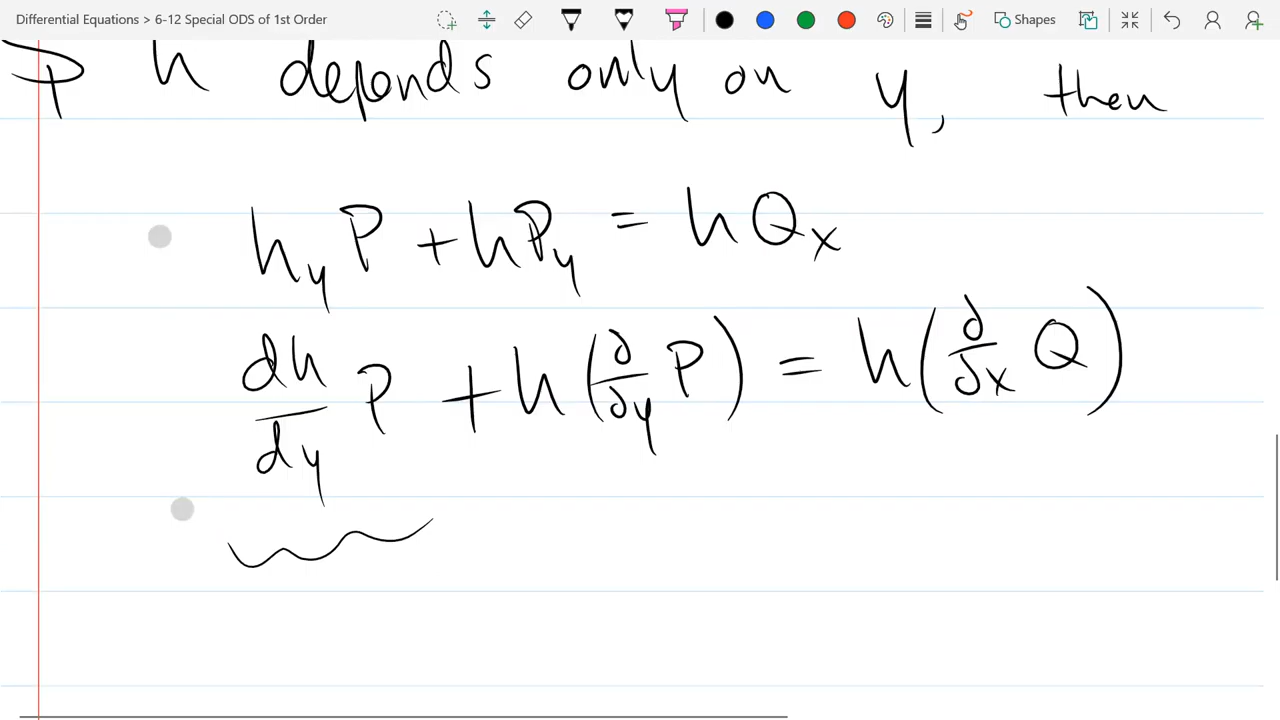 Differential Equations > 6-12 Special ODS of 1st Order
Shapes
h depends only on y, then
h_y P + h P_y = h Q_x
dh/dy P + h (∂/∂y P) = h (∂/∂x Q)